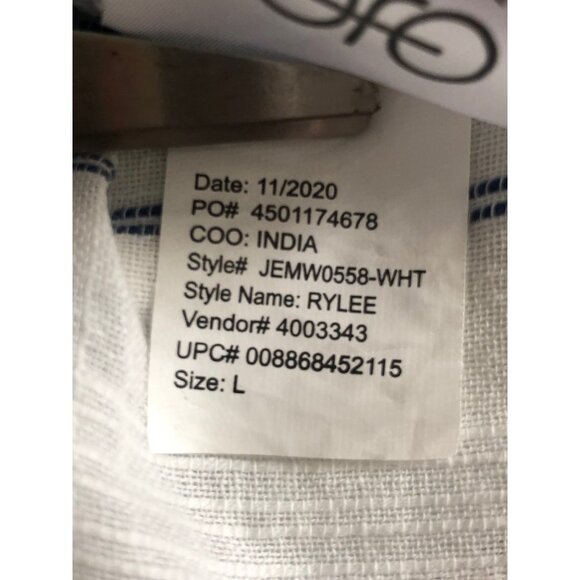 Date: 11/2020
PO# 4501174678
COO: INDIA
Style# JEMW0558-WHT
Style Name: RYLEE
Vendor# 4003343
UPC# 008868452115
Size: L